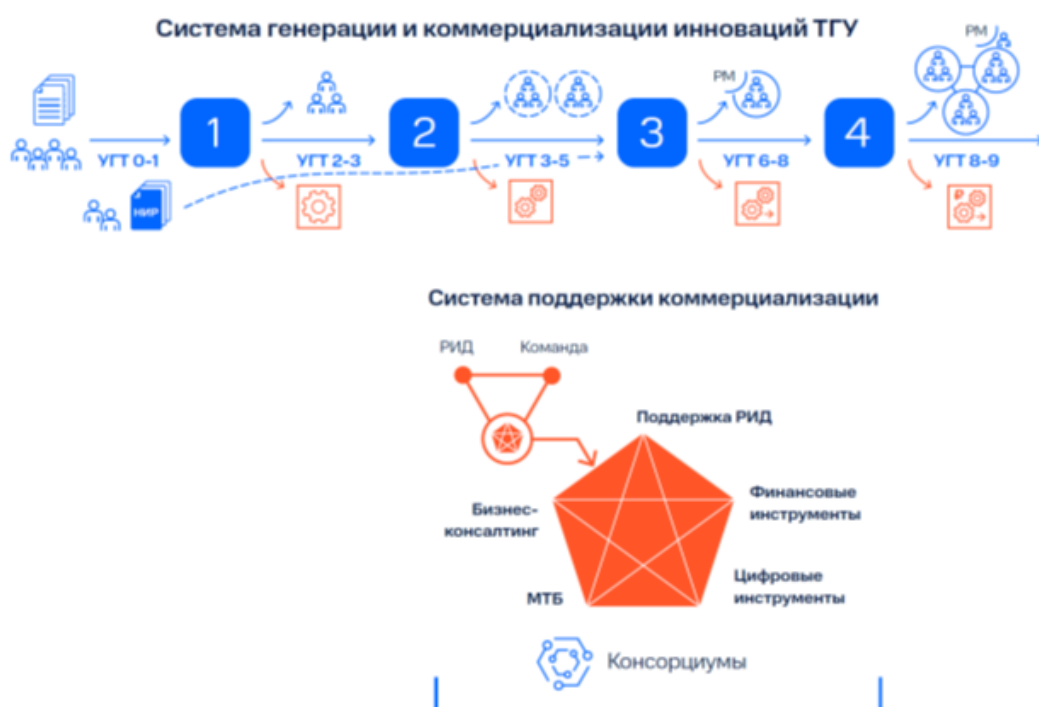 Система генерации и коммерциализации инноваций ТГУ
РМ
РМ
1
2
3
4
УГТ 0-1
УГТ 2-3
УГТ 3-5
УГТ 6-8
УГТ 8-9
НИР
₽
Система поддержки коммерциализации
РИД
Команда
Поддержка РИД
Бизнес-
консалтинг
Финансовые
инструменты
МТБ
Цифровые
инструменты
Консорциумы